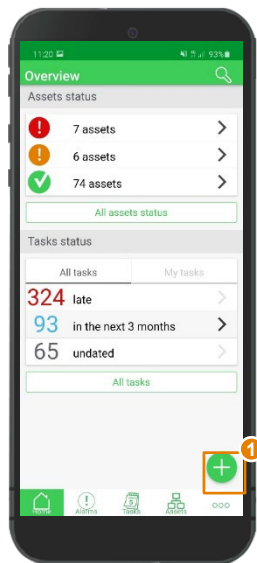 11:20 93%
Overview
Assets status
! 7 assets
! 6 assets
74 assets
All assets status
Tasks status
All tasks My tasks
324 late
93 in the next 3 months
65 undated
All tasks
1
+
Home Alarms Tasks Assets